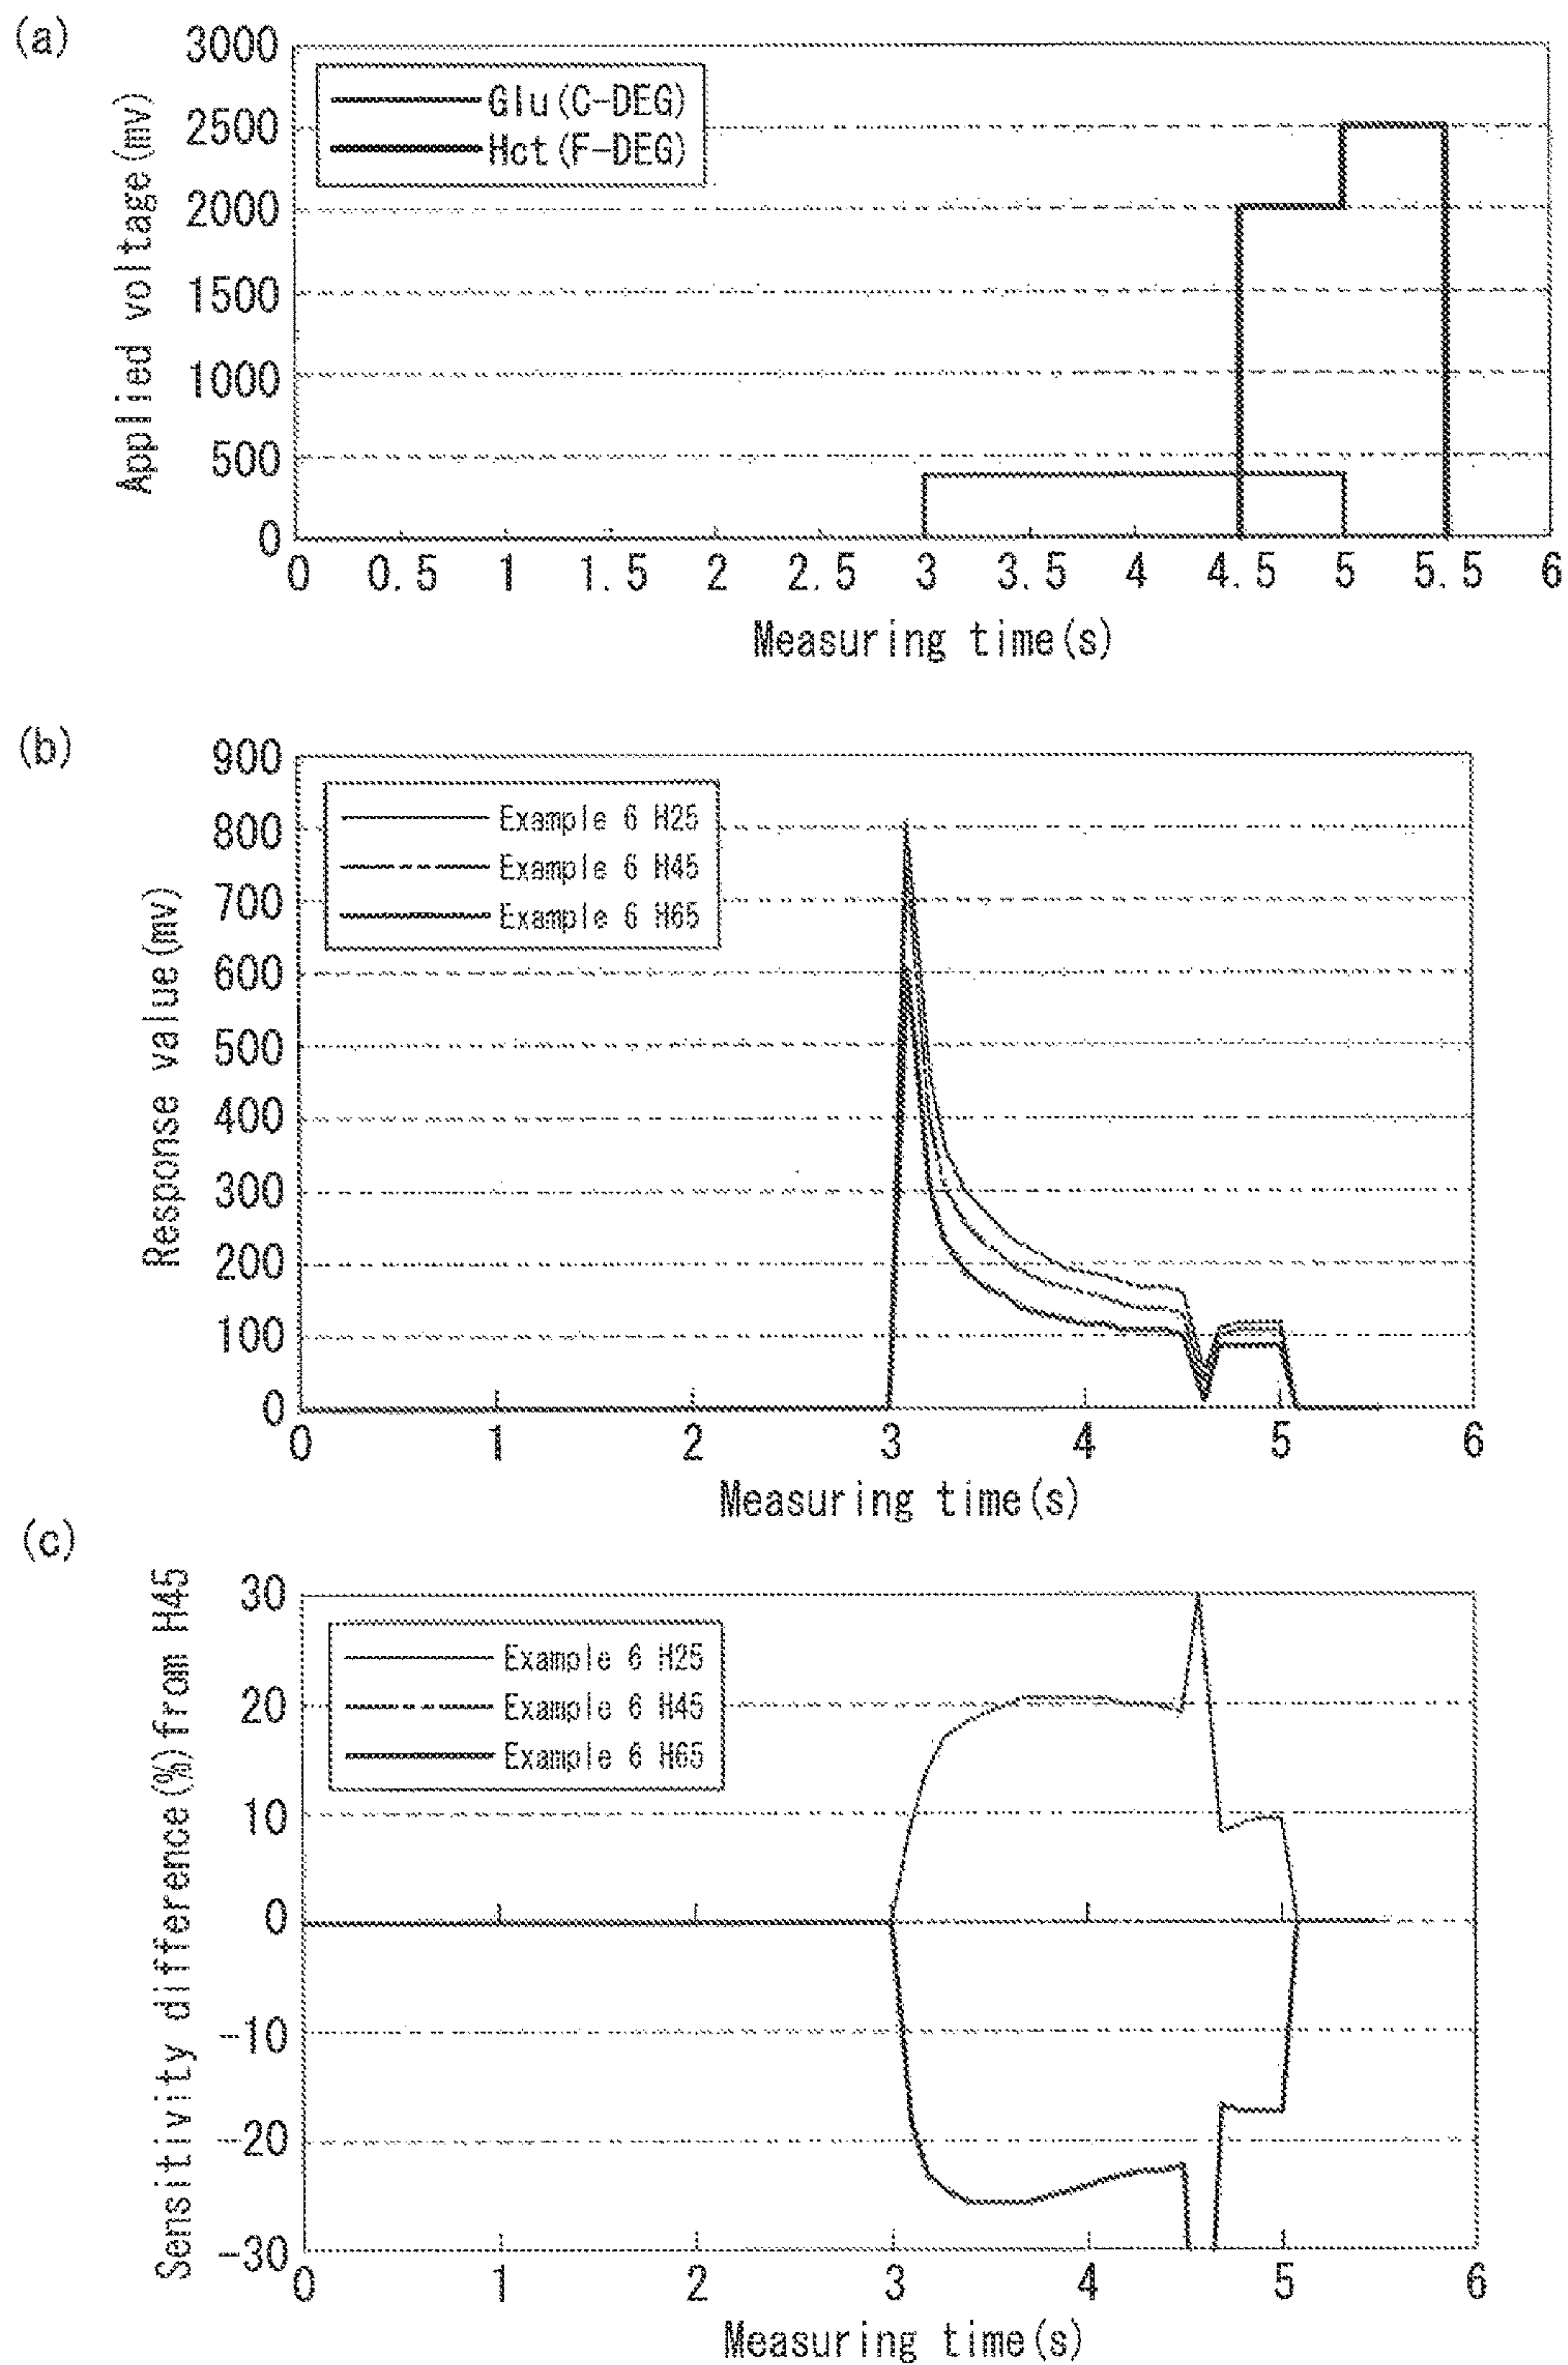 (a)
Applied voltage(mv)
3000
2500
2000
1500
1000
500
0
Glu(C-DEG)
Hct(F-DEG)
0 0.5 1 1.5 2 2.5 3 3.5 4 4.5 5 5.5 6
Measuring time(s)
(b)
Response value(mv)
900
800
700
600
500
400
300
200
100
0
Example 6 H25
Example 6 H45
Example 6 H65
0 1 2 3 4 5 6
Measuring time(s)
(c)
Sensitivity difference(%)from H45
30
20
10
0
-10
-20
-30
Example 6 H25
Example 6 H45
Example 6 H65
0 1 2 3 4 5 6
Measuring time(s)